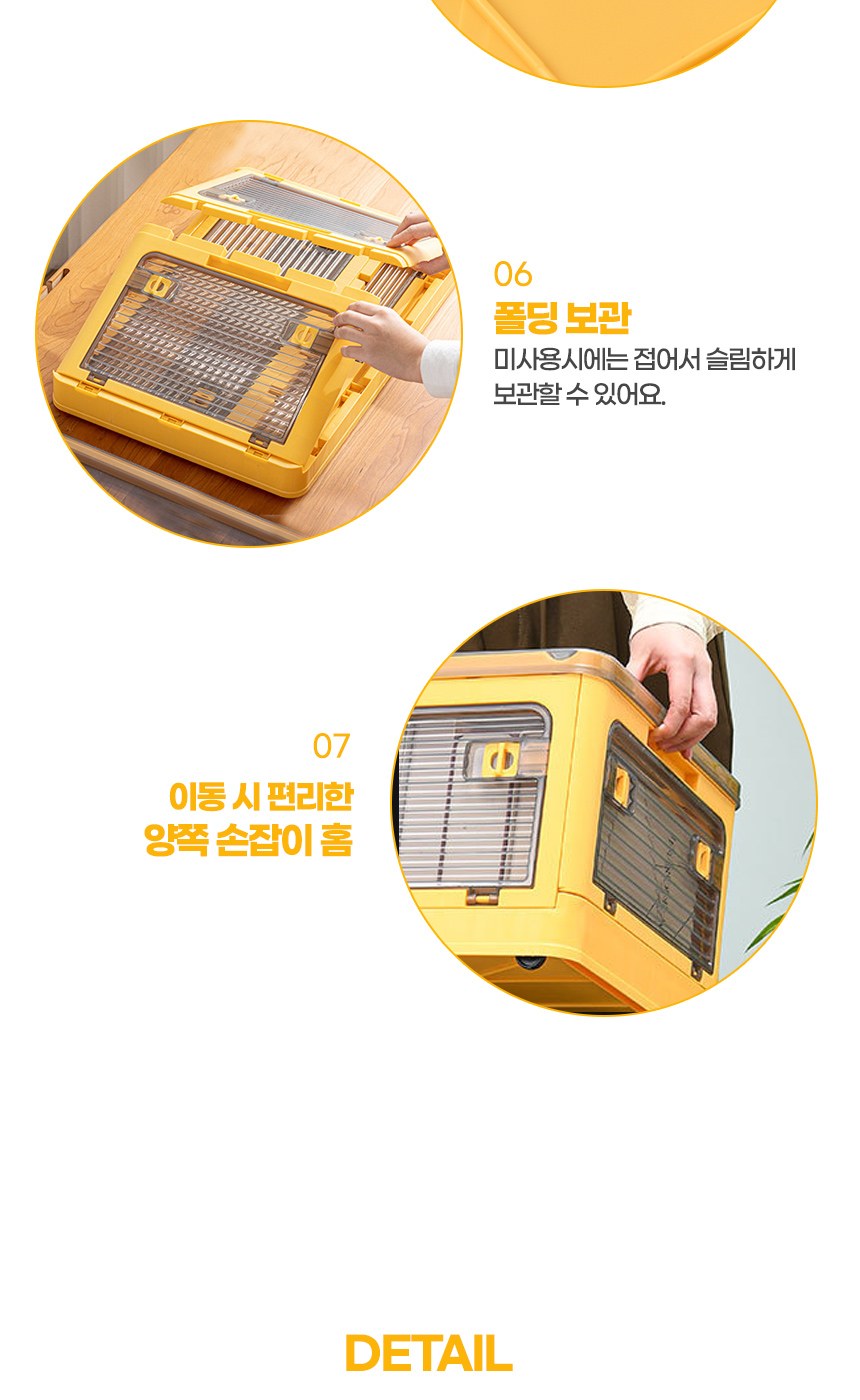 06
폴딩 보관
미사용시에는 접어서 슬림하게
보관할 수 있어요.
07
이동 시 편리한
양쪽 손잡이 홈
DETAIL